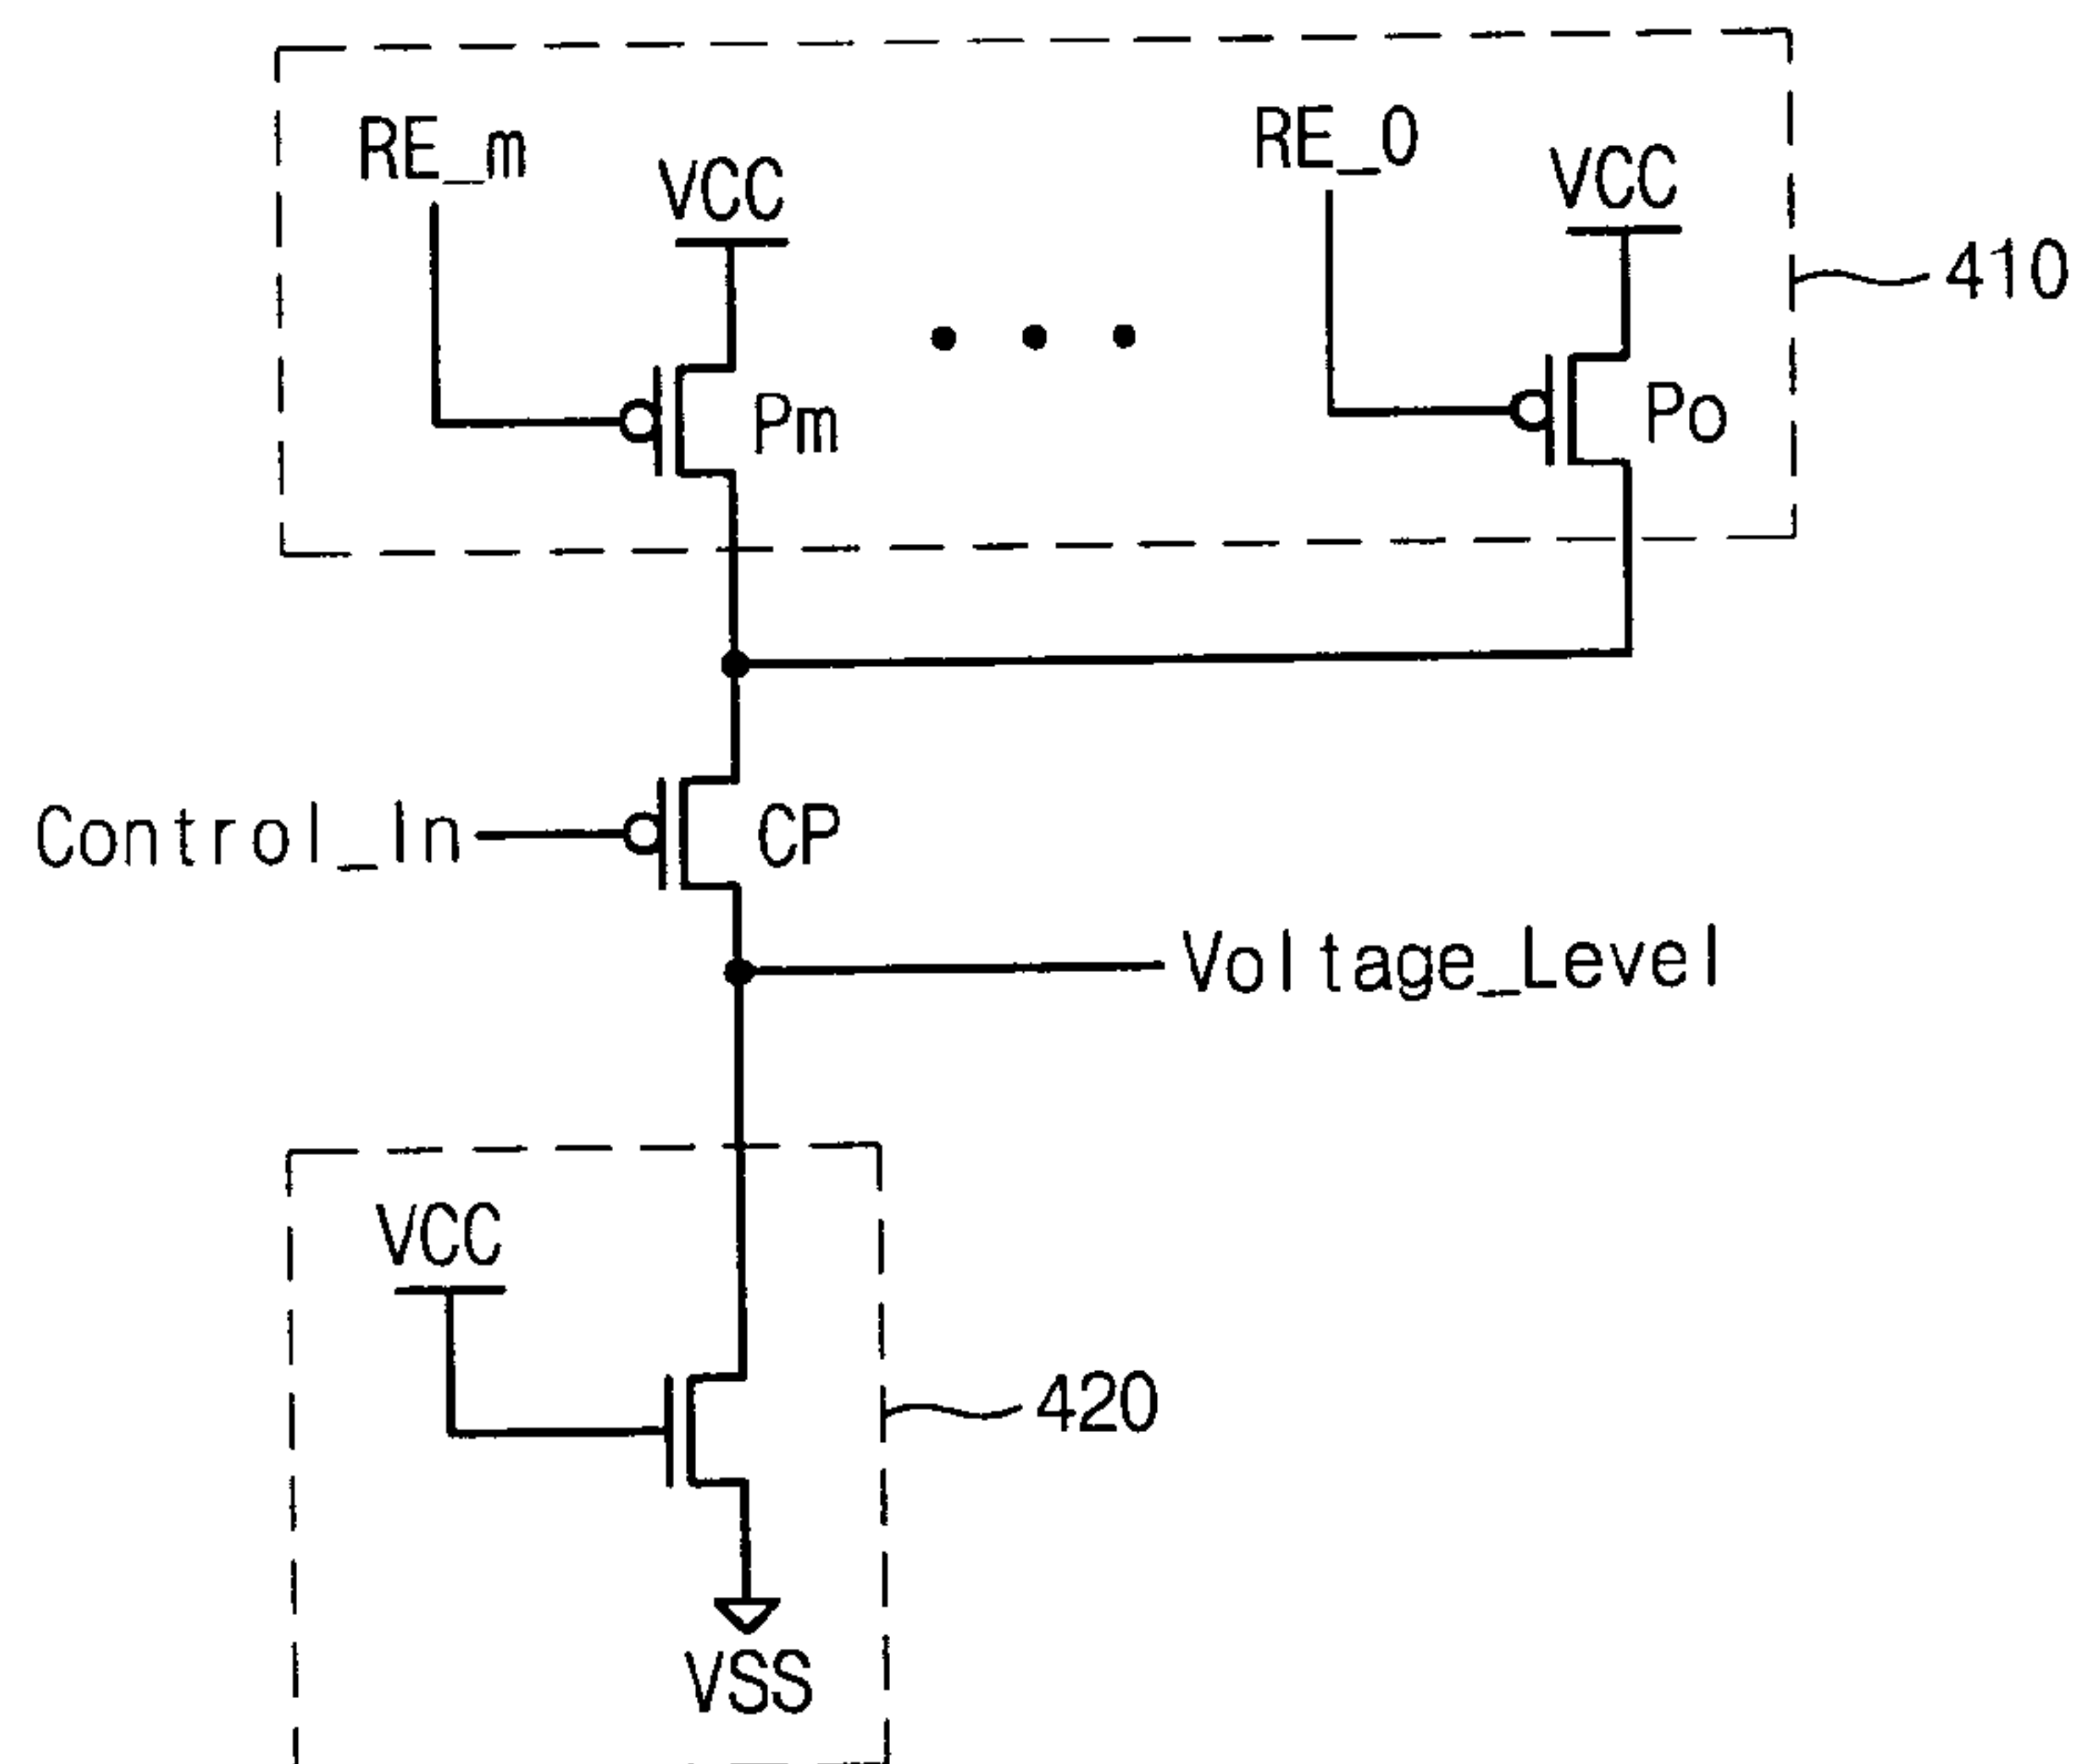 RE_m
VCC
RE_0
VCC
410
Pm
Po
Control_In
CP
Voltage_Level
VCC
420
VSS